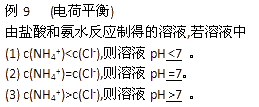 例 9      (电荷平衡)
由盐酸和氨水反应制得的溶液,若溶液中
(1) c(NH₄⁺)<c(Cl⁻),则溶液 pH <7 。
(2) c(NH₄⁺)=c(Cl⁻),则溶液 pH =7。
(3) c(NH₄⁺)>c(Cl⁻),则溶液 pH >7 。